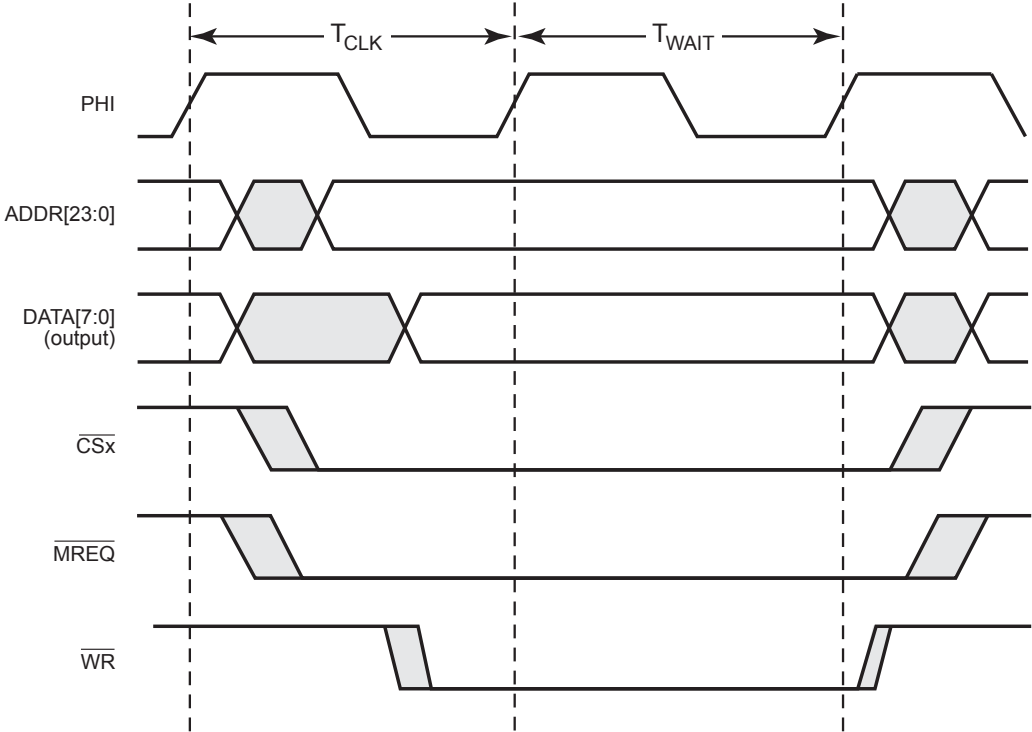 TCLK
TWAIT
PHI
ADDR[23:0]
DATA[7:0]
(output)
CSx
MREQ
WR